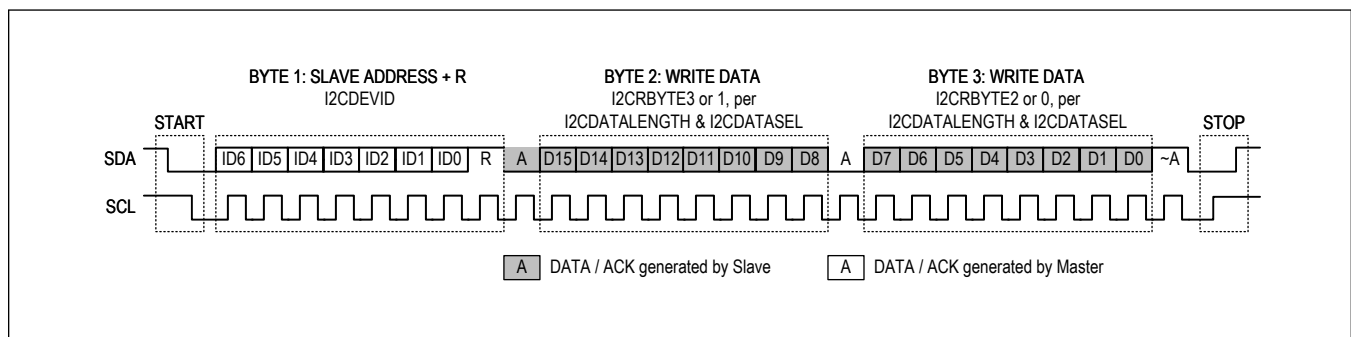 BYTE 1: SLAVE ADDRESS + R
I2CDEVID
BYTE 2: WRITE DATA
I2CRBYTE3 or 1, per
I2CDATALENGTH & I2CDATASEL
BYTE 3: WRITE DATA
I2CRBYTE2 or 0, per
I2CDATALENGTH & I2CDATASEL
START
STOP
SDA ID6 ID5 ID4 ID3 ID2 ID1 ID0 R A D15 D14 D13 D12 D11 D10 D9 D8 A D7 D6 D5 D4 D3 D2 D1 D0 ~A
SCL
A DATA / ACK generated by Slave
A DATA / ACK generated by Master